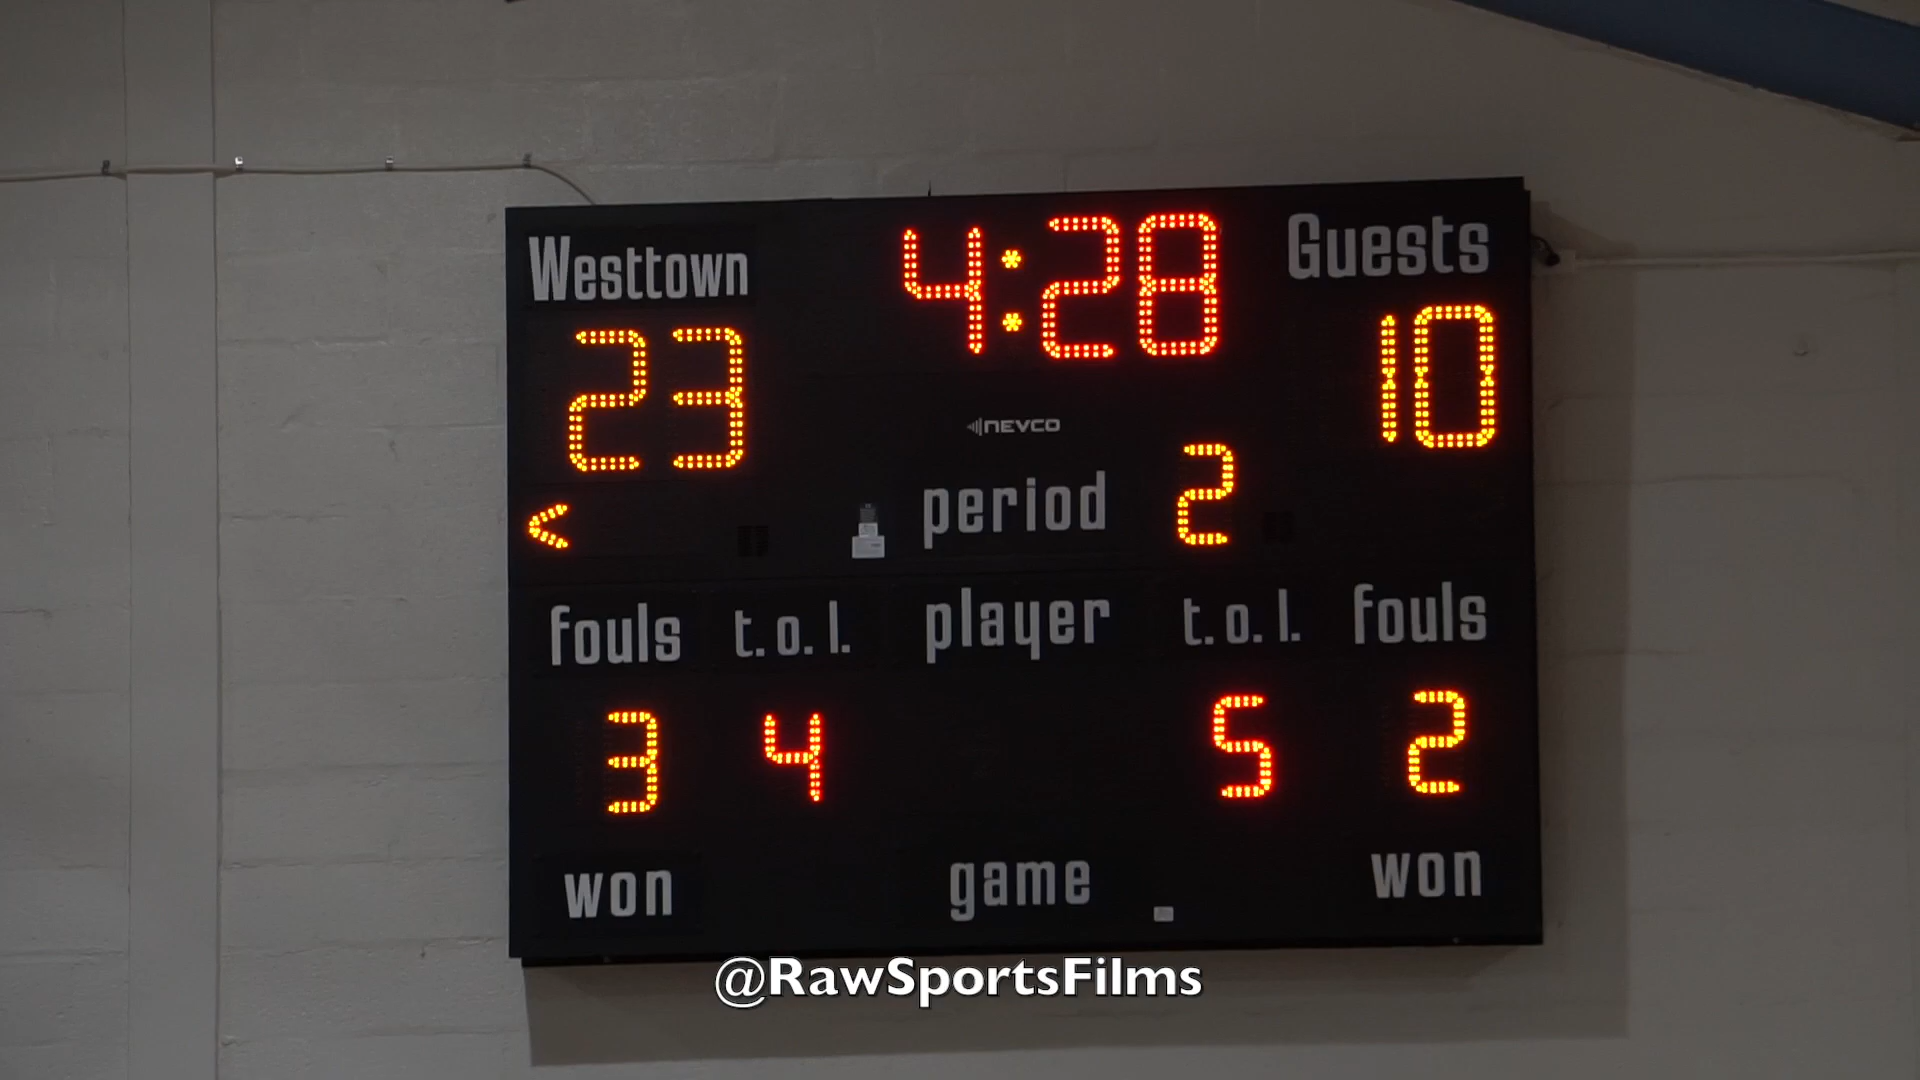 Westtown 4:28 Guests
23 10
NEVCO
< period 2
fouls t.o.l. player t.o.l. fouls
3 4 5 2
won game won
@RawSportsFilms